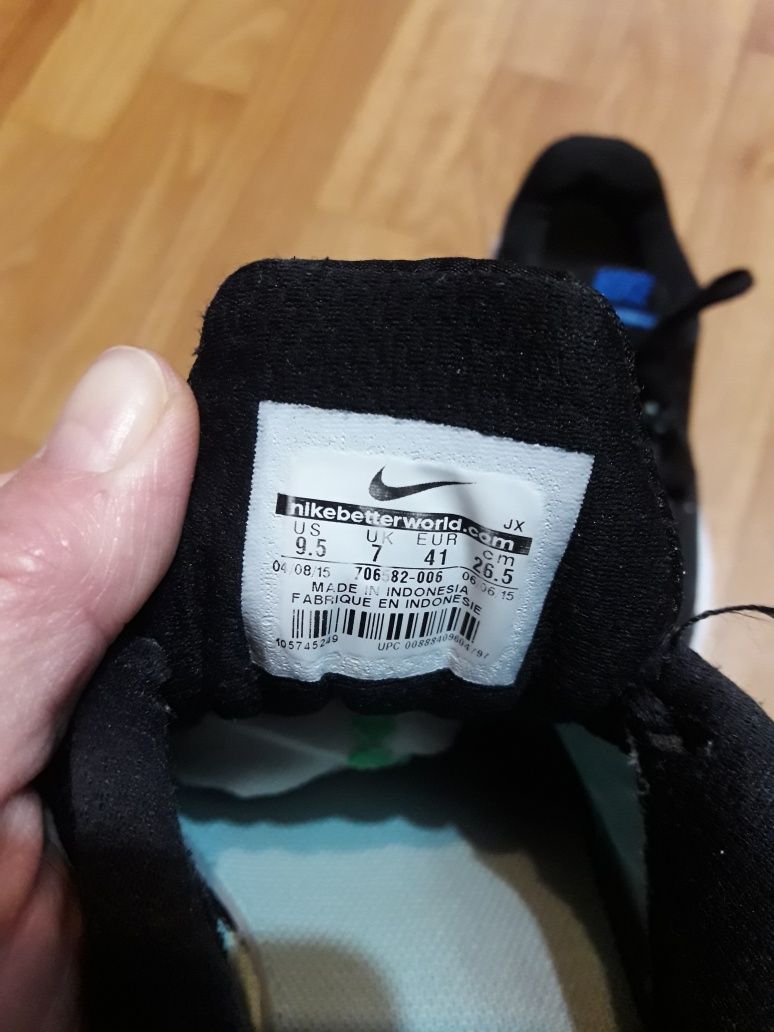 nikebetterworld.com
JX
US UK EUR cm
9.5 7 41 26.5
04/08/15 706582-006 06/06/15
MADE IN INDONESIA
FABRIQUE EN INDONESIE
105745249 UPC